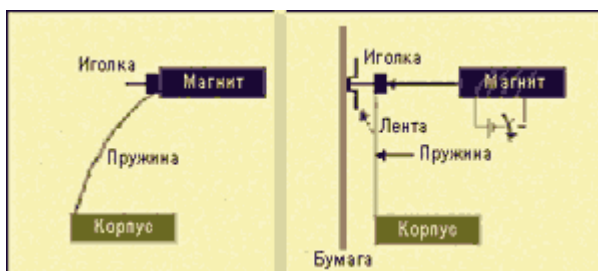 Иголка
Магнит
Пружина
Корпус
Иголка
Магнит
Лента
Пружина
Корпус
Бумага